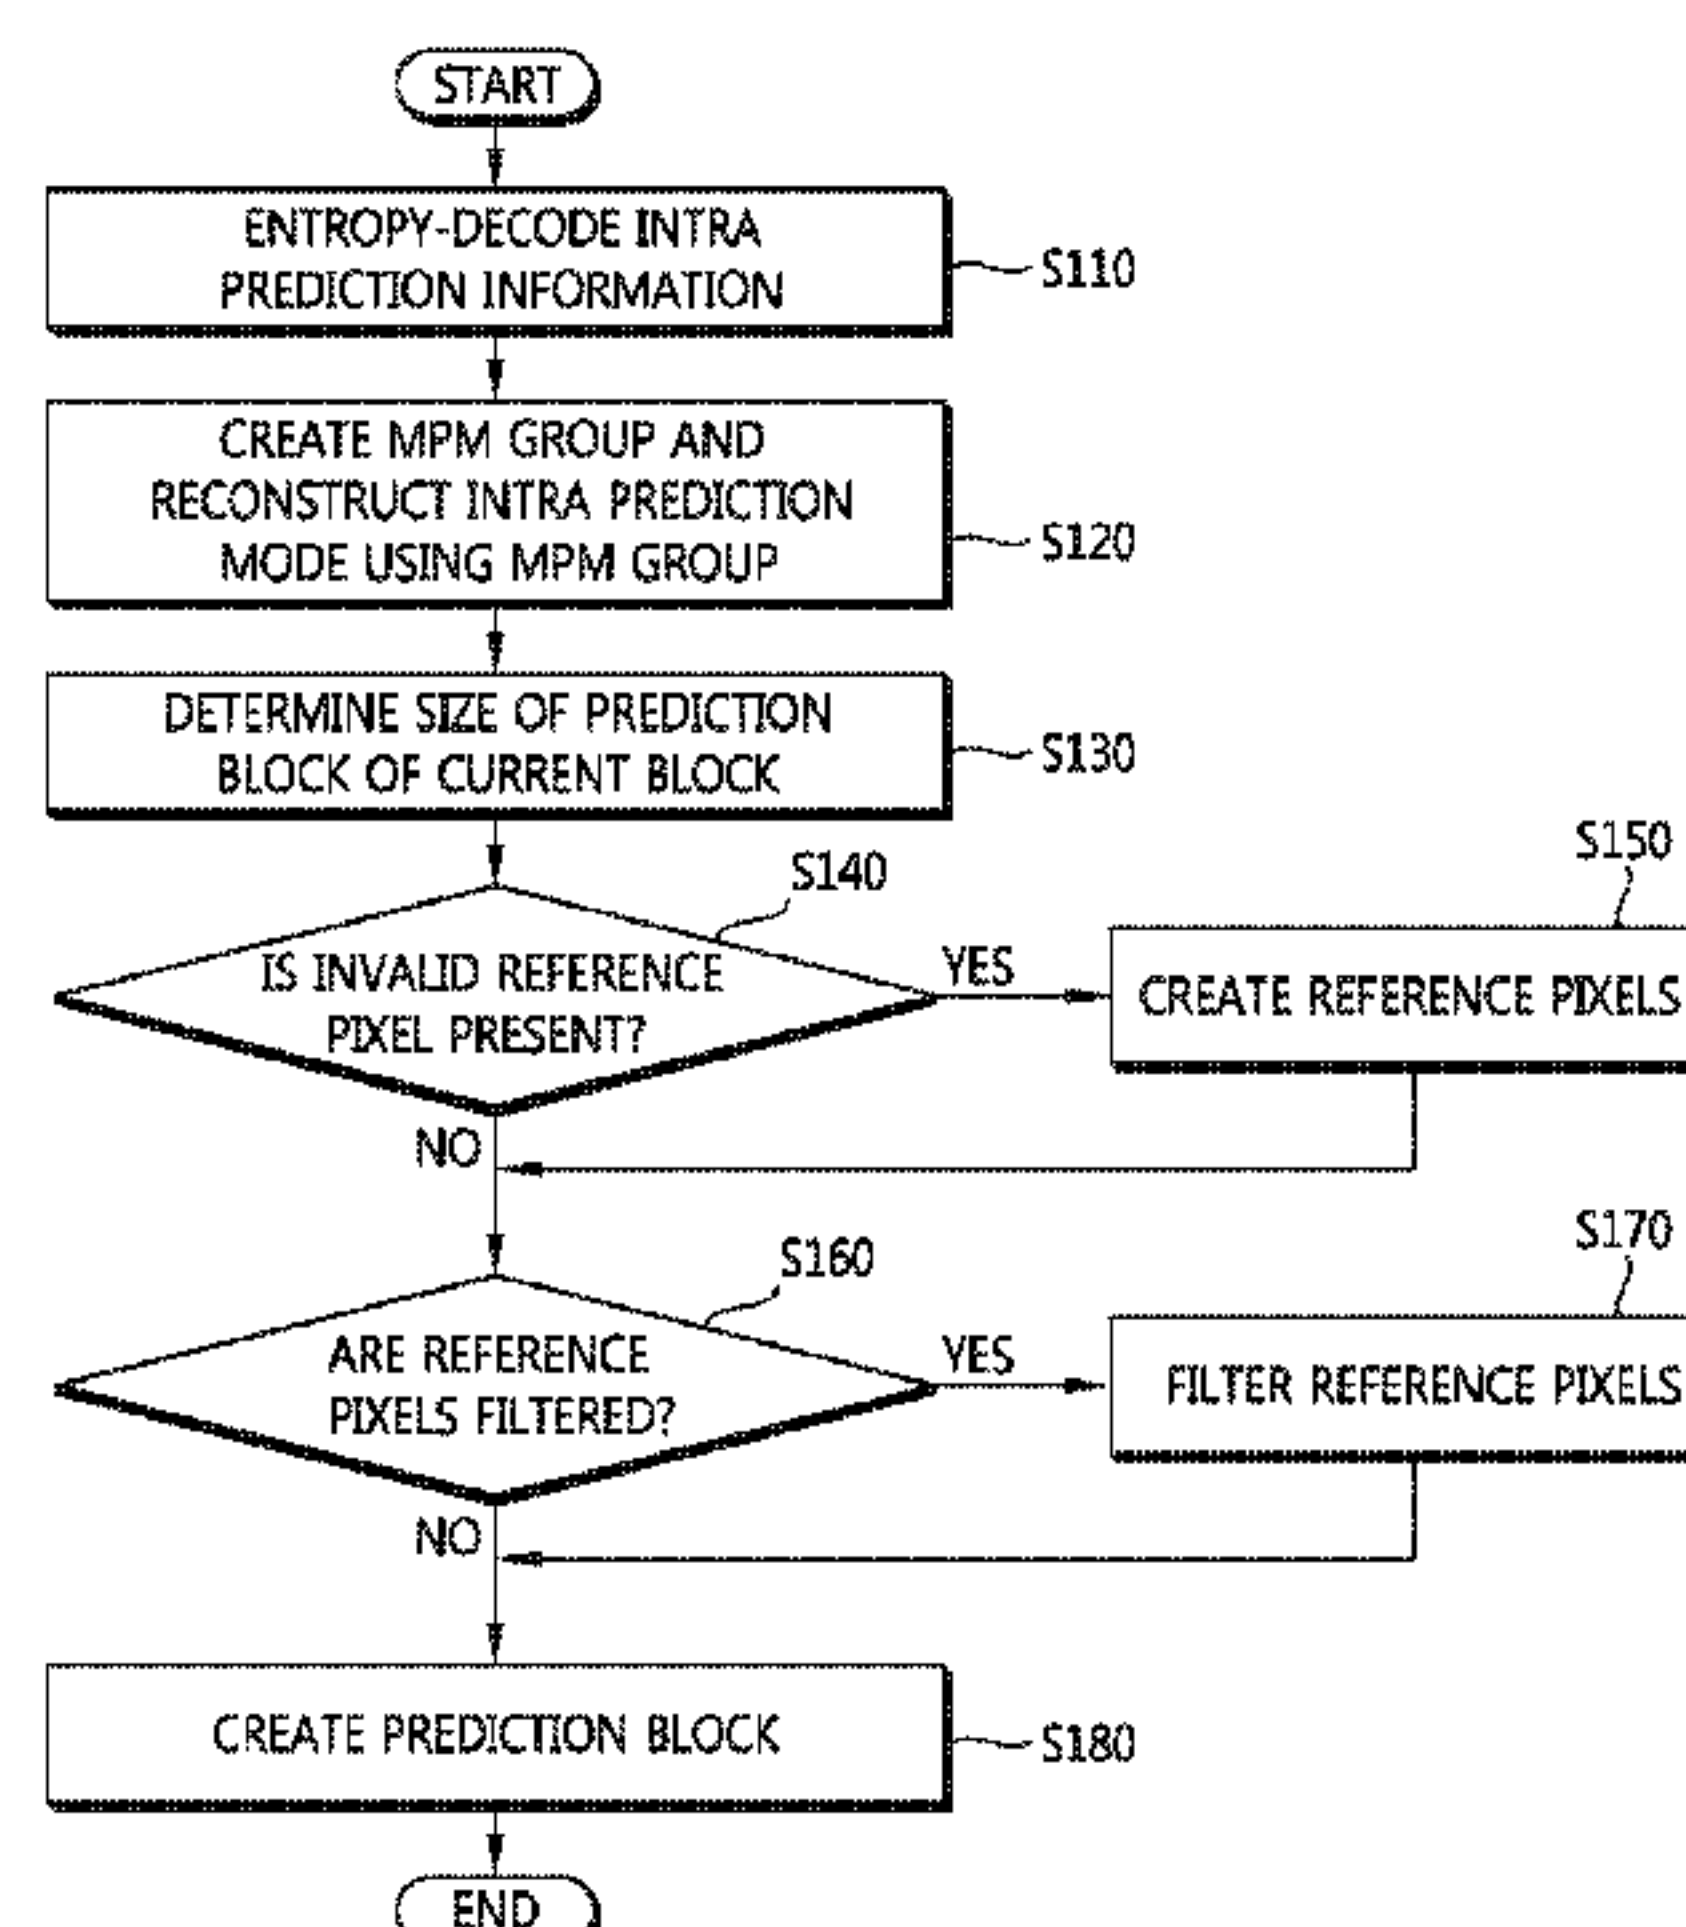 START
ENTROPY-DECODE INTRA
PREDICTION INFORMATION
S110
CREATE MPM GROUP AND
RECONSTRUCT INTRA PREDICTION
MODE USING MPM GROUP
S120
DETERMINE SIZE OF PREDICTION
BLOCK OF CURRENT BLOCK
S130
S140
IS INVALID REFERENCE
PIXEL PRESENT?
YES
S150
CREATE REFERENCE PIXELS
NO
S160
ARE REFERENCE
PIXELS FILTERED?
YES
S170
FILTER REFERENCE PIXELS
NO
CREATE PREDICTION BLOCK
S180
END